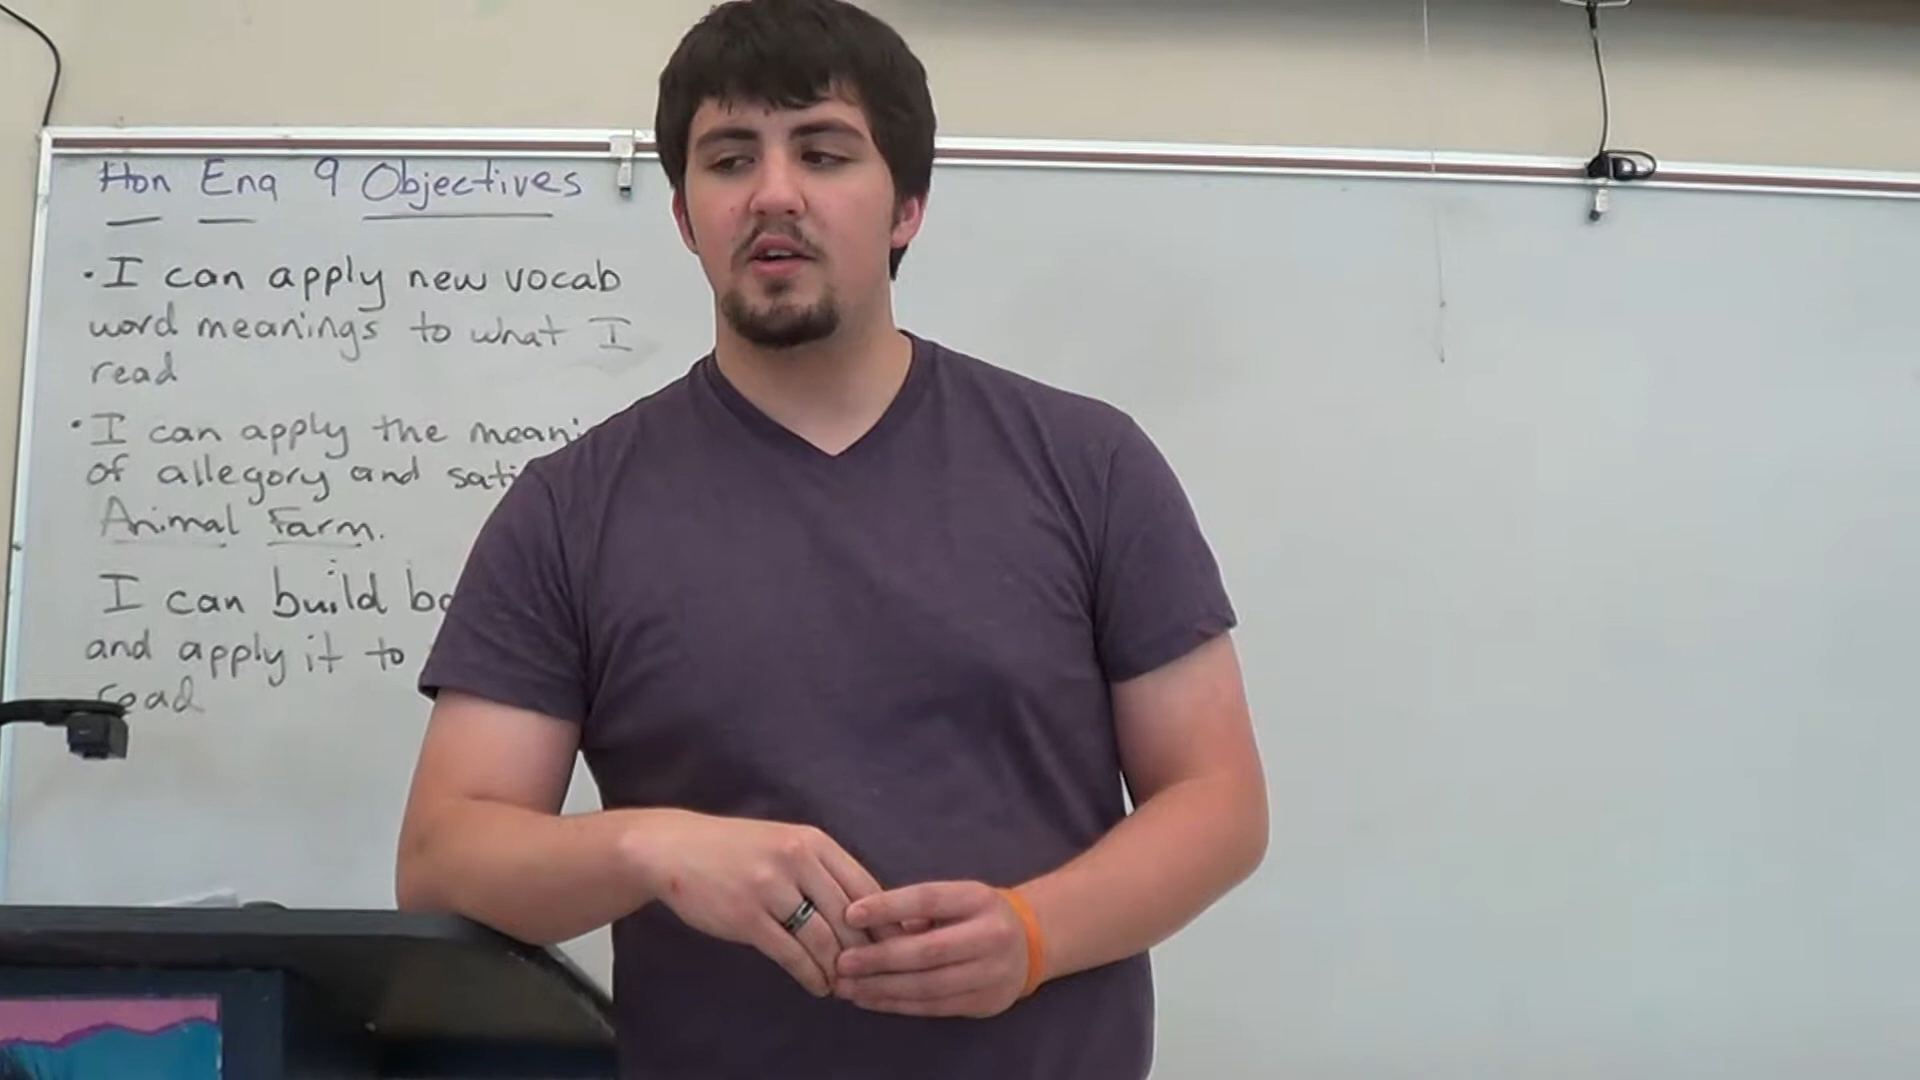 Hon Eng 9 Objectives
· I can apply new vocab
word meanings to what I
read
· I can apply the
of allegory and
Animal Farm.
I can build
and apply it to
read